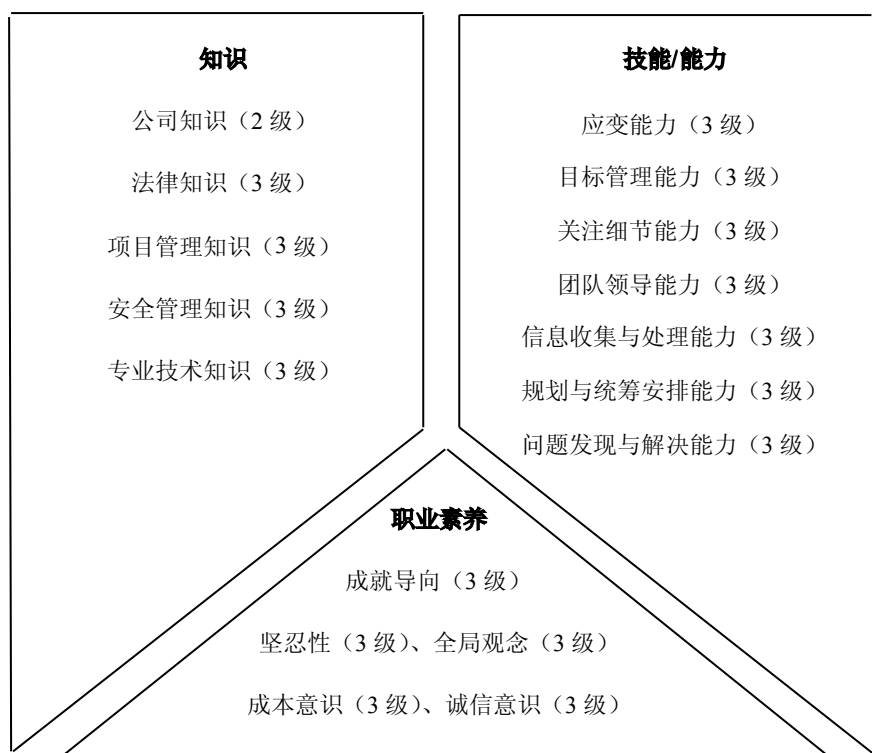 知识
公司知识（2 级）
法律知识（3 级）
项目管理知识（3 级）
安全管理知识（3 级）
专业技术知识（3 级）
技能/能力
应变能力（3 级）
目标管理能力（3 级）
关注细节能力（3 级）
团队领导能力（3 级）
信息收集与处理能力（3 级）
规划与统筹安排能力（3 级）
问题发现与解决能力（3 级）
职业素养
成就导向（3 级）
坚忍性（3 级）、全局观念（3 级）
成本意识（3 级）、诚信意识（3 级）